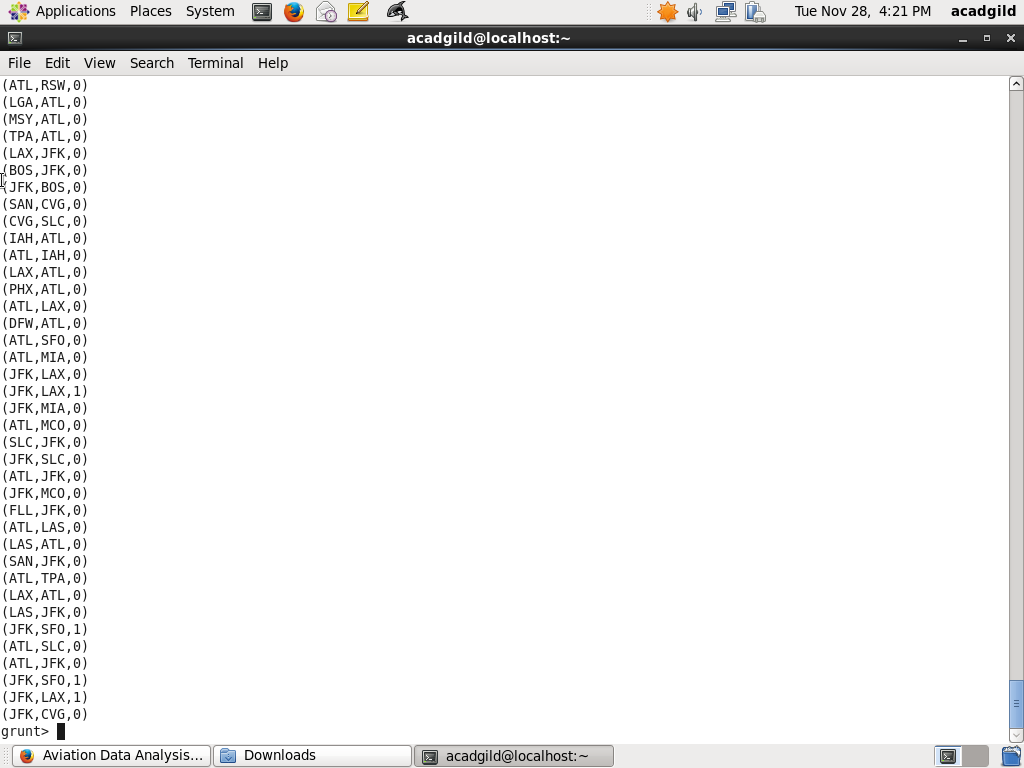 Applications Places System Tue Nov 28, 4:21 PM acadgild
acadgild@localhost:~
File Edit View Search Terminal Help
(ATL,RSW,0)
(LGA,ATL,0)
(MSY,ATL,0)
(TPA,ATL,0)
(LAX,JFK,0)
(BOS,JFK,0)
(JFK,BOS,0)
(SAN,CVG,0)
(CVG,SLC,0)
(IAH,ATL,0)
(ATL,IAH,0)
(LAX,ATL,0)
(PHX,ATL,0)
(ATL,LAX,0)
(DFW,ATL,0)
(ATL,SFO,0)
(ATL,MIA,0)
(JFK,LAX,0)
(JFK,LAX,1)
(JFK,MIA,0)
(ATL,MCO,0)
(SLC,JFK,0)
(JFK,SLC,0)
(ATL,JFK,0)
(JFK,MCO,0)
(FLL,JFK,0)
(ATL,LAS,0)
(LAS,ATL,0)
(SAN,JFK,0)
(ATL,TPA,0)
(LAX,ATL,0)
(LAS,JFK,0)
(JFK,SFO,1)
(ATL,SLC,0)
(ATL,JFK,0)
(JFK,SFO,1)
(JFK,LAX,1)
(JFK,CVG,0)
grunt>
Aviation Data Analysis... Downloads acadgild@localhost:~